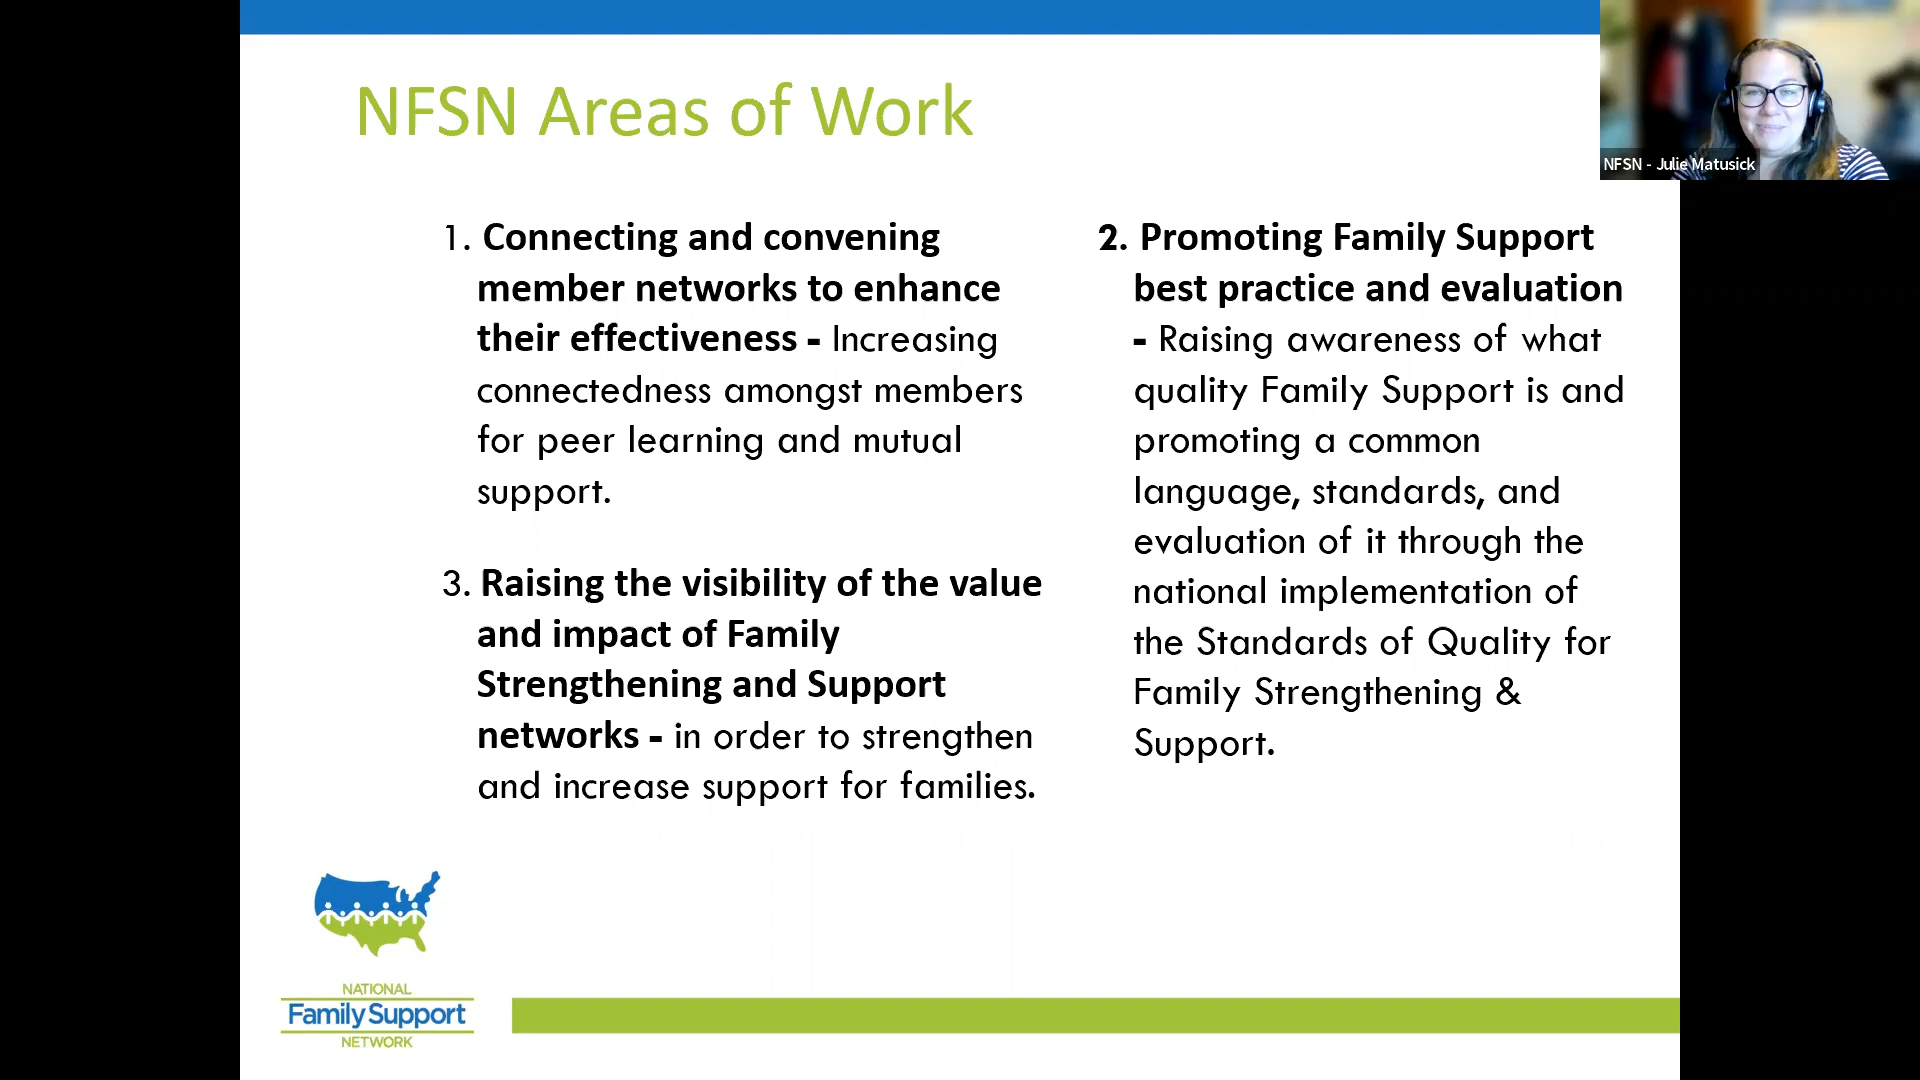 NFSN Areas of Work
NFSN - Julie Matusick
1. Connecting and convening
member networks to enhance
their effectiveness - Increasing
connectedness amongst members
for peer learning and mutual
support.
3. Raising the visibility of the value
and impact of Family
Strengthening and Support
networks - in order to strengthen
and increase support for families.
2. Promoting Family Support
best practice and evaluation
- Raising awareness of what
quality Family Support is and
promoting a common
language, standards, and
evaluation of it through the
national implementation of
the Standards of Quality for
Family Strengthening &
Support.
NATIONAL
Family Support
NETWORK